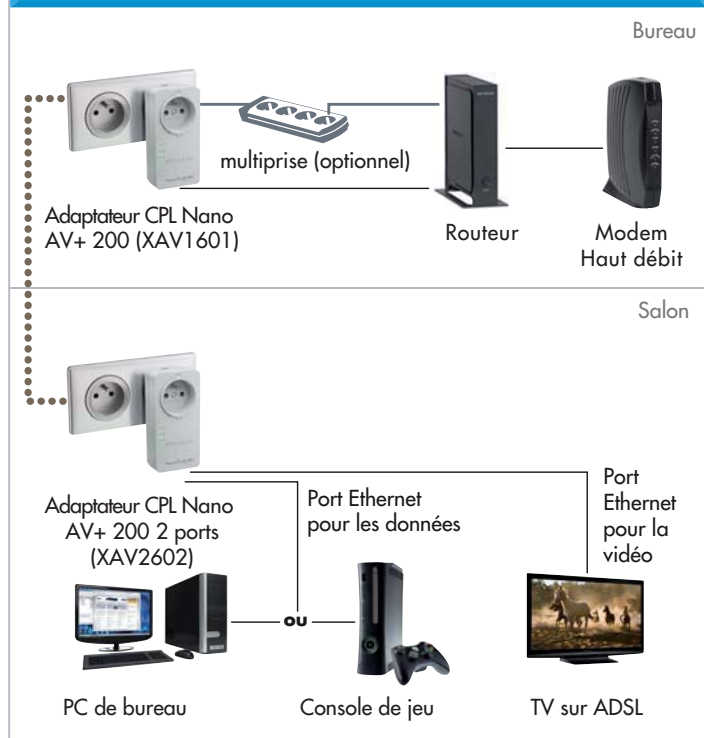 Bureau
multiprise (optionnel)
Adaptateur CPL Nano
AV+ 200 (XAV1601)
Routeur
Modem
Haut débit
Salon
Adaptateur CPL Nano
AV+ 200 2 ports
(XAV2602)
Port Ethernet
pour les données
Port
Ethernet
pour la
vidéo
ou
PC de bureau
Console de jeu
TV sur ADSL